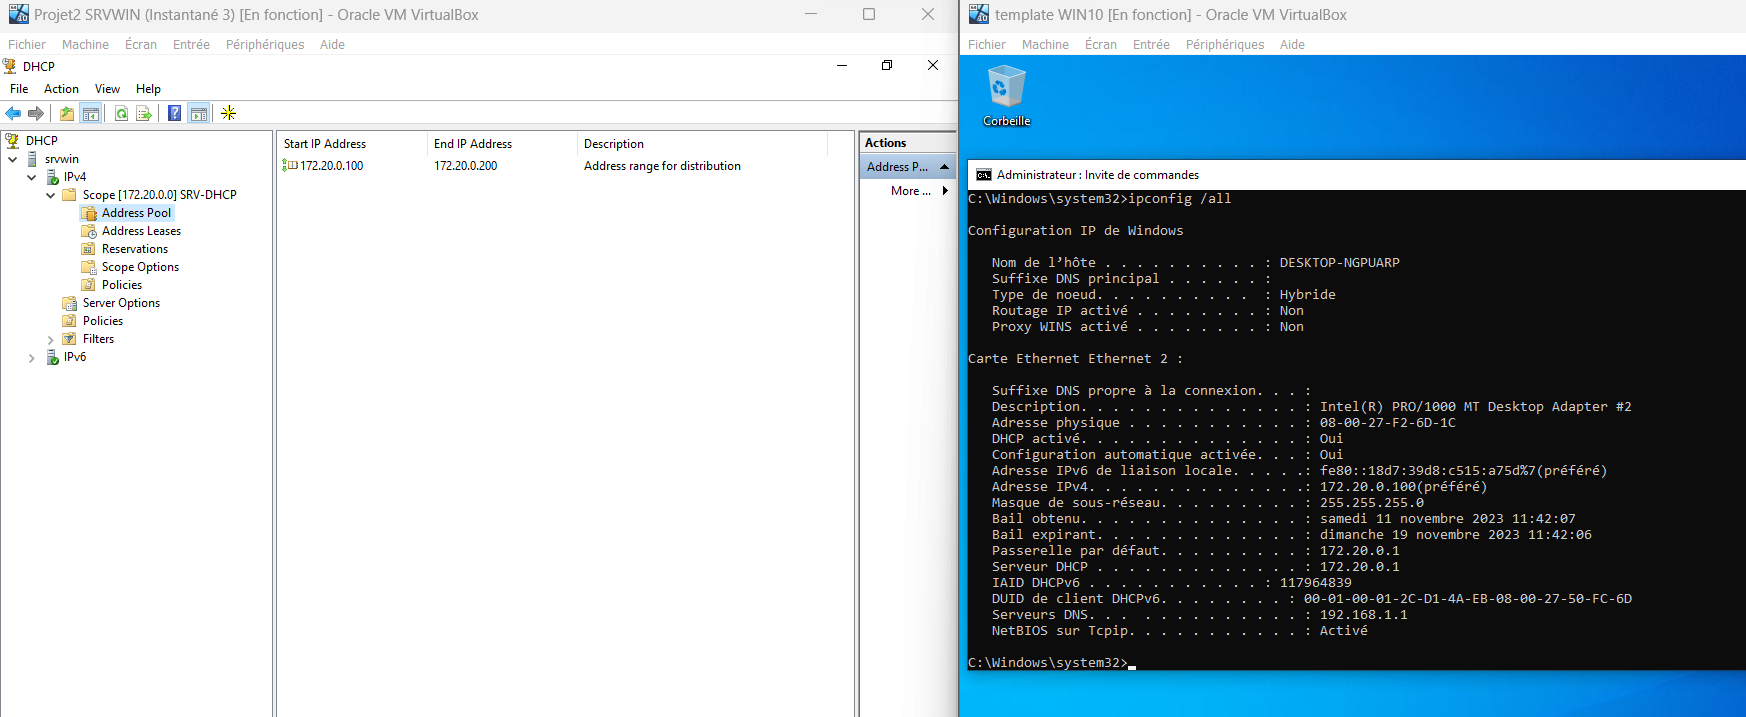 Projet2 SRVWIN (Instantané 3) [En fonction] - Oracle VM VirtualBox
Fichier Machine Écran Entrée Périphériques Aide
DHCP
File Action View Help
DHCP
srvwin
IPv4
Scope [172.20.0.0] SRV-DHCP
Address Pool
Address Leases
Reservations
Scope Options
Policies
Server Options
Policies
Filters
IPv6
Start IP Address End IP Address Description
172.20.0.100 172.20.0.200 Address range for distribution
Actions
Address P...
More ...
template WIN10 [En fonction] - Oracle VM VirtualBox
Fichier Machine Écran Entrée Périphériques Aide
Corbeille
Administrateur : Invite de commandes
C:\Windows\system32>ipconfig /all
Configuration IP de Windows
Nom de l’hôte . . . . . . . . . . : DESKTOP-NGPUARP
Suffixe DNS principal . . . . . . :
Type de noeud. . . . . . . . . . : Hybride
Routage IP activé . . . . . . . . : Non
Proxy WINS activé . . . . . . . . : Non
Carte Ethernet Ethernet 2 :
Suffixe DNS propre à la connexion. . . :
Description. . . . . . . . . . . . . . : Intel(R) PRO/1000 MT Desktop Adapter #2
Adresse physique . . . . . . . . . . . : 08-00-27-F2-6D-1C
DHCP activé. . . . . . . . . . . . . . : Oui
Configuration automatique activée. . . : Oui
Adresse IPv6 de liaison locale. . . . .: fe80::18d7:39d8:c515:a75d%7(préféré)
Adresse IPv4. . . . . . . . . . . . . .: 172.20.0.100(préféré)
Masque de sous-réseau. . . . . . . . . : 255.255.255.0
Bail obtenu. . . . . . . . . . . . . . : samedi 11 novembre 2023 11:42:07
Bail expirant. . . . . . . . . . . . . : dimanche 19 novembre 2023 11:42:06
Passerelle par défaut. . . . . . . . . : 172.20.0.1
Serveur DHCP . . . . . . . . . . . . . : 172.20.0.1
IAID DHCPv6 . . . . . . . . . . . : 117964839
DUID de client DHCPv6. . . . . . . . : 00-01-00-01-2C-D1-4A-EB-08-00-27-50-FC-6D
Serveurs DNS. . . . . . . . . . . . . : 192.168.1.1
NetBIOS sur Tcpip. . . . . . . . . . . : Activé
C:\Windows\system32>